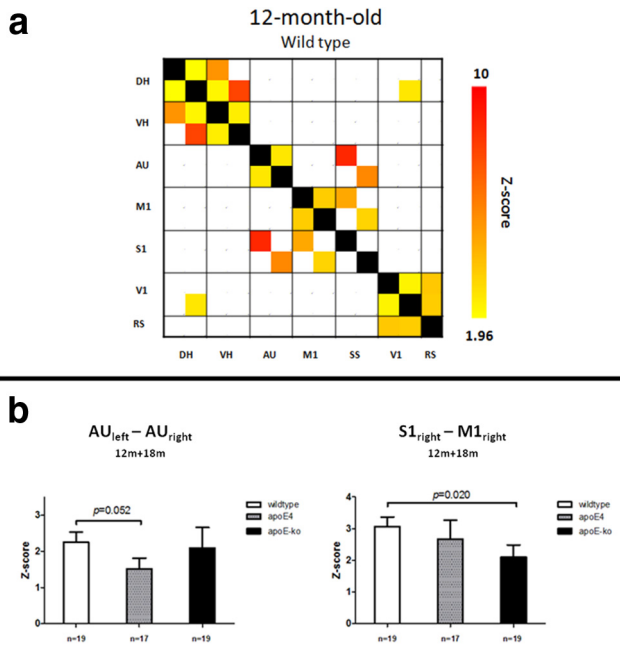 a
12-month-old
Wild type
DH
VH
AU
M1
S1
V1
RS
DH VH AU M1 SS V1 RS
10
Z-score
1.96
b
AUleft – AUright
12m+18m
p=0.052
wildtype
apoE4
apoE-ko
Z-score
3
2
1
0
n=19 n=17 n=19
S1right – M1right
12m+18m
p=0.020
wildtype
apoE4
apoE-ko
Z-score
4
3
2
1
0
n=19 n=17 n=19